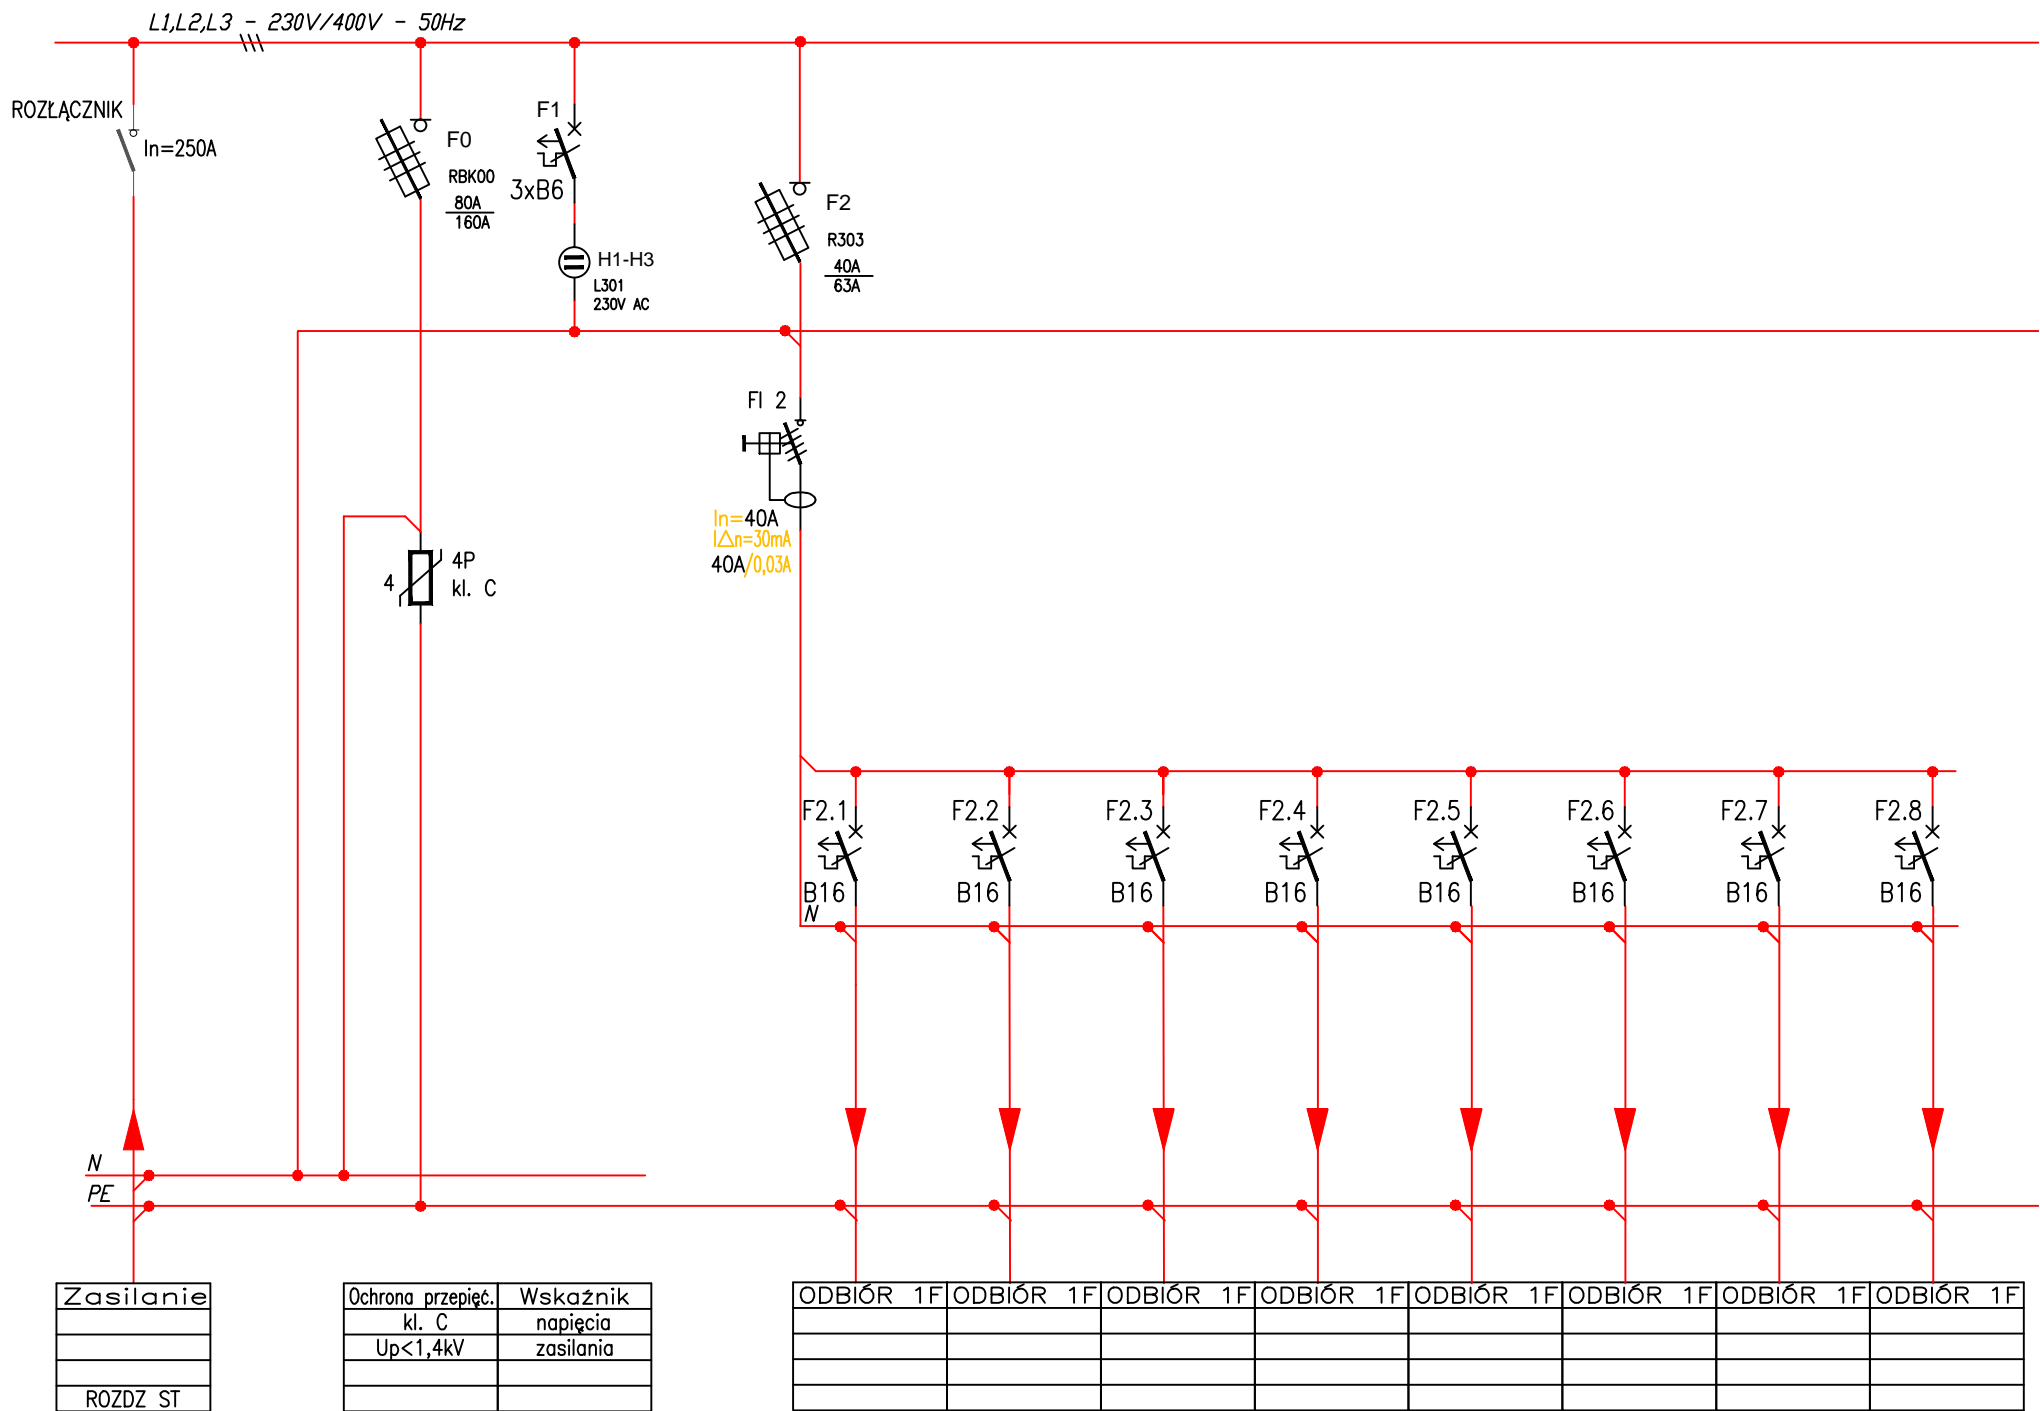 L1,L2,L3 - 230V/400V - 50Hz
ROZŁĄCZNIK
In=250A
F0
RBK00
80A
160A
F1
3xB6
H1-H3
L301
230V AC
F2
R303
40A
63A
FI 2
In=40A
I△n=30mA
40A/0,03A
4
4P
kl. C
F2.1 F2.2 F2.3 F2.4 F2.5 F2.6 F2.7 F2.8
B16 B16 B16 B16 B16 B16 B16 B16
N
N
PE
Zasilanie
ROZDZ ST
Ochrona przepięć.
kl. C
Up<1,4kV
Wskaźnik
napięcia
zasilania
ODBIÓR 1F ODBIÓR 1F ODBIÓR 1F ODBIÓR 1F ODBIÓR 1F ODBIÓR 1F ODBIÓR 1F ODBIÓR 1F